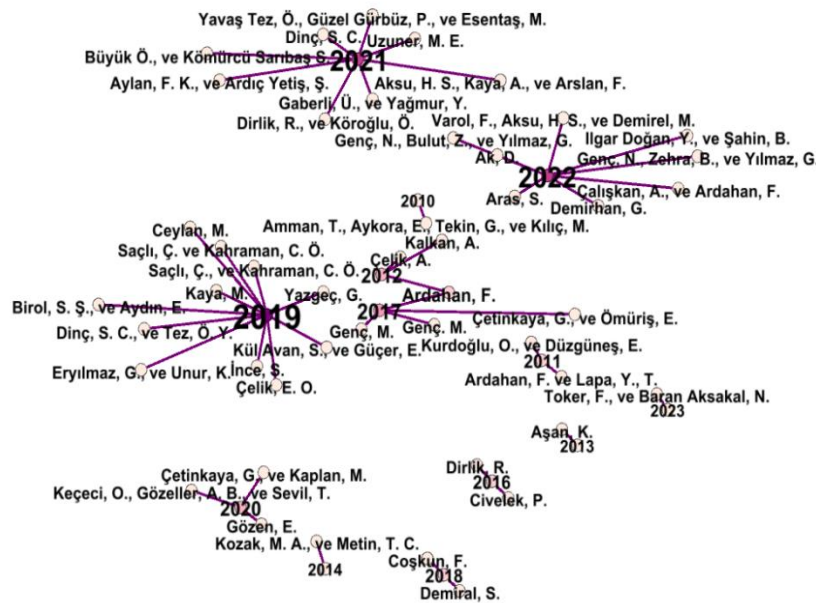 Yavaş Tez, Ö., Güzel Gürbüz, P., ve Esentaş, M.
Dinç, S. C.
Uzuner, M. E.
Büyük Ö., ve Kömürcü Sarıbaş S.
2021
Aylan, F. K., ve Ardıç Yetiş, Ş.
Aksu, H. S., Kaya, A., ve Arslan, F.
Gaberli, Ü., ve Yağmur, Y.
Dirlik, R., ve Köroğlu, Ö.
Varol, F., Aksu, H. S., ve Demirel, M.
Genç, N., Bulut, Z., ve Yılmaz, G.
Ilgar Doğan, Y., ve Şahin, B.
Ak, D.
Genç, N., Zehra, B., ve Yılmaz, G.
2022
Çalışkan, A., ve Ardahan, F.
Aras, S.
Demirhan, G.
2010
Amman, T., Aykora, E., Tekin, G., ve Kılıç, M.
Ceylan, M.
Kalkan, A.
Saçlı, Ç. ve Kahraman, C. Ö.
Çelik, A.
Saçlı, Ç., ve Kahraman, C. Ö.
2012
Kaya, M.
Yazgeç, G.
Ardahan, F.
Birol, S. Ş., ve Aydın, E.
2019
2017
Çetinkaya, G., ve Ömüriş, E.
Dinç, S. C., ve Tez, Ö. Y.
Genç, M.
Genç. M.
Kül Avan, S., ve Güçer, E.
Kurdoğlu, O., ve Düzgüneş, E.
Eryılmaz, G., ve Unur, K.
İnce, S.
2011
Çelik, E. O.
Ardahan, F. ve Lapa, Y., T.
Toker, F., ve Baran Aksakal, N.
2023
Aşan, K.
2013
Çetinkaya, G., ve Kaplan, M.
Dirlik, R.
Keçeci, O., Gözeller, A. B., ve Sevil, T.
2016
2020
Civelek, P.
Gözen, E.
Kozak, M. A., ve Metin, T. C.
2014
Coşkun, F.
2018
Demiral, S.